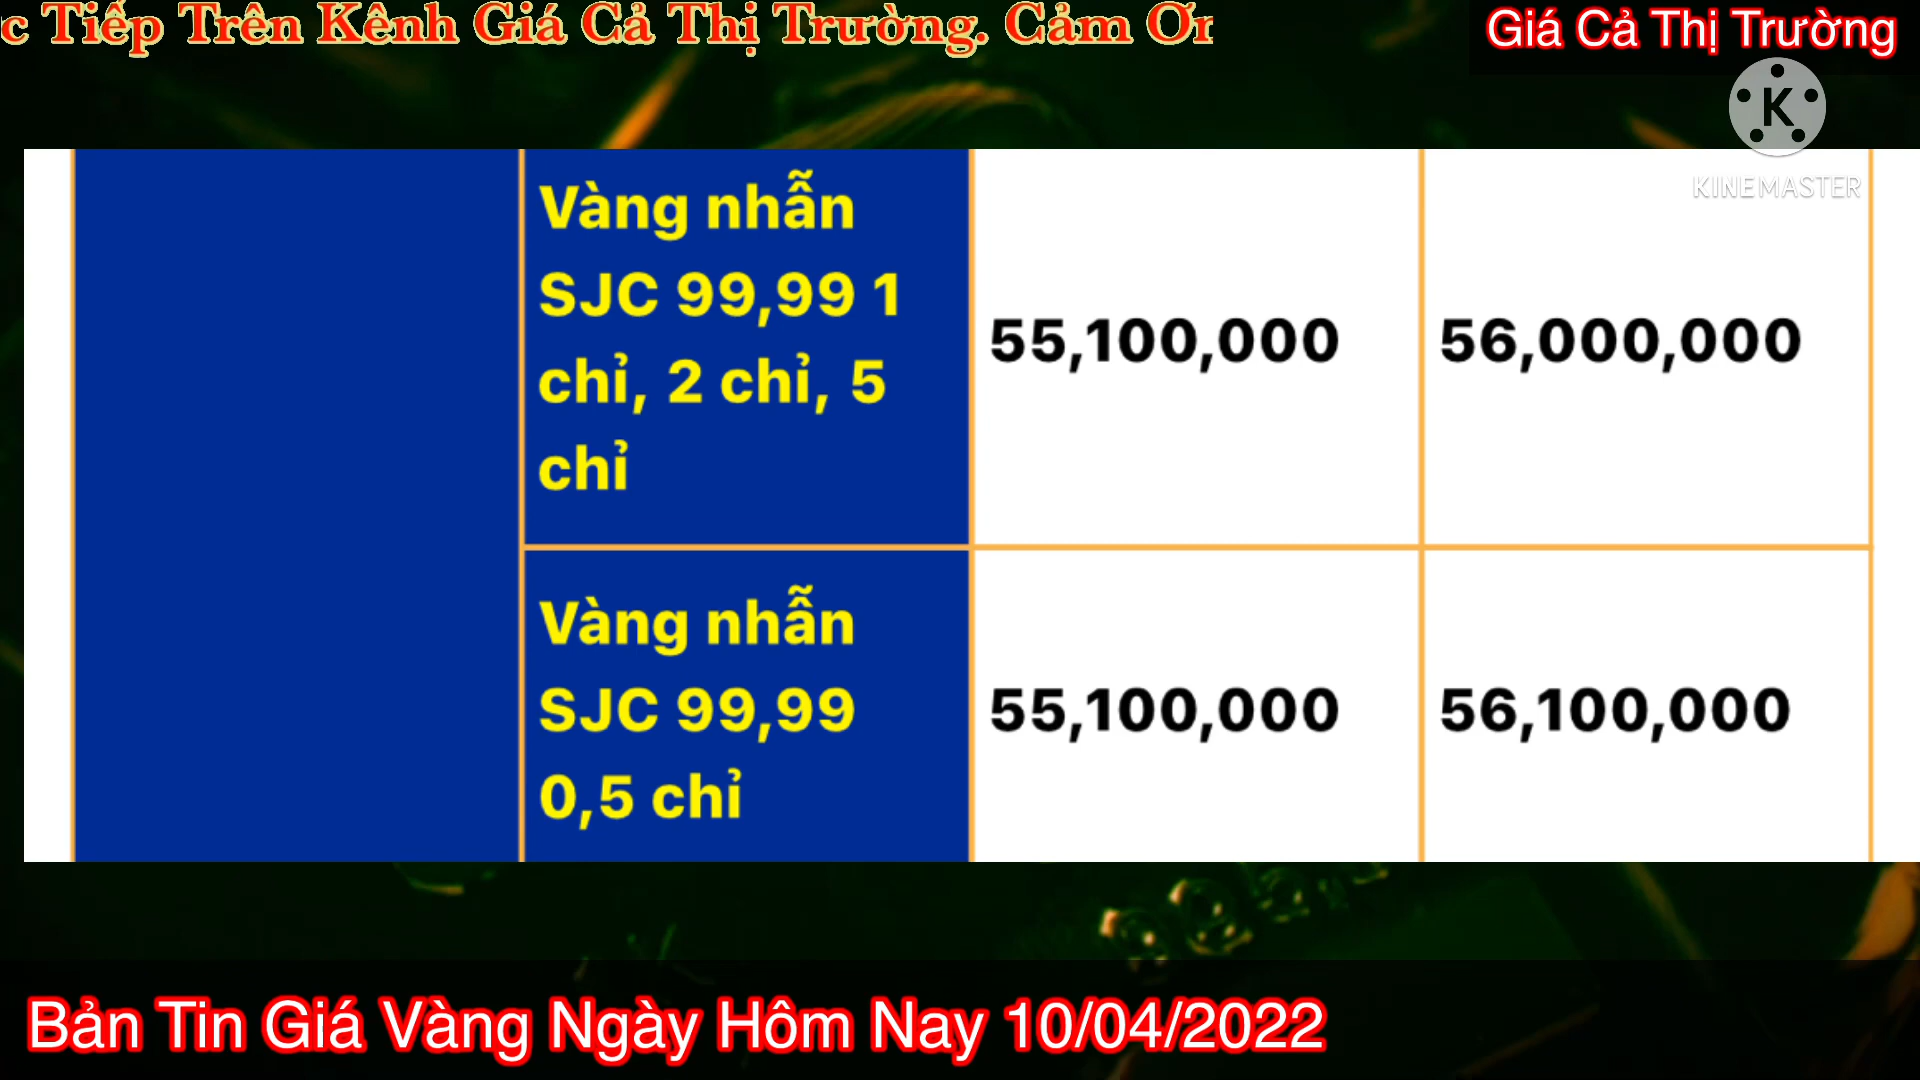 c Tiếp Trên Kênh Giá Cả Thị Trường. Cảm Ơn
Giá Cả Thị Trường
K
KINEMASTER
Vàng nhẫn
SJC 99,99 1
chỉ, 2 chỉ, 5
chỉ
55,100,000
56,000,000
Vàng nhẫn
SJC 99,99
0,5 chỉ
55,100,000
56,100,000
Bản Tin Giá Vàng Ngày Hôm Nay 10/04/2022